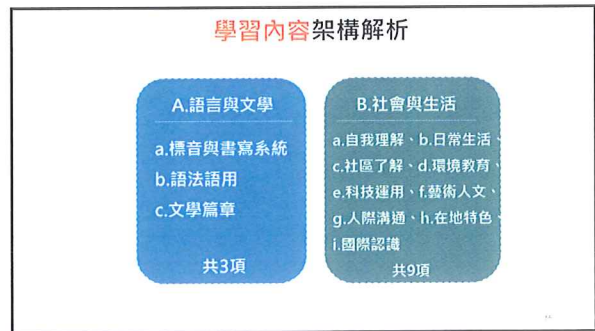 學習內容架構解析
A.語言與文學
a.標音與書寫系統
b.語法語用
c.文學篇章
共3項
B.社會與生活
a.自我理解、b.日常生活、
c.社區了解、d.環境教育、
e.科技運用、f.藝術人文、
g.人際溝通、h.在地特色、
i.國際認識
共9項